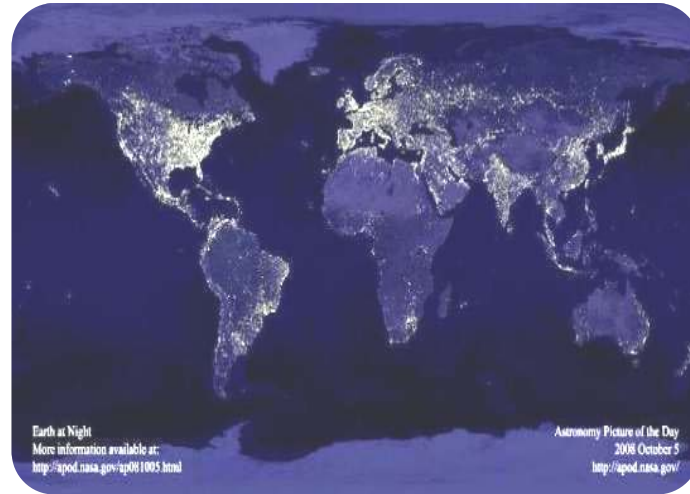 Earth at Night
More information available at:
http://apod.nasa.gov/ap081005.html
Astronomy Picture of the Day
2008 October 5
http://apod.nasa.gov/